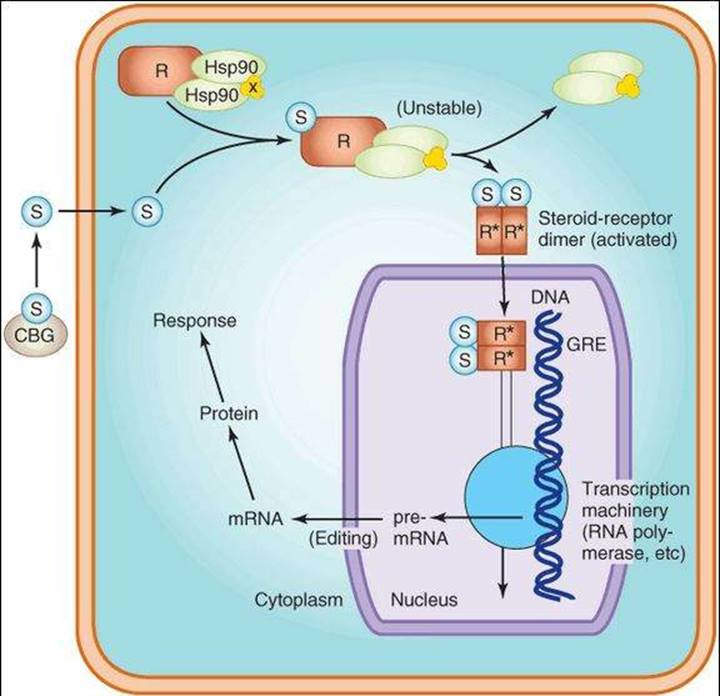 R
Hsp90
Hsp90
X
S
R
(Unstable)
S
S
S
CBG
S S
R* R*
Steroid-receptor
dimer (activated)
DNA
S
R*
S
R*
GRE
Response
Protein
mRNA
(Editing)
pre-
mRNA
Transcription
machinery
(RNA poly-
merase, etc)
Cytoplasm
Nucleus